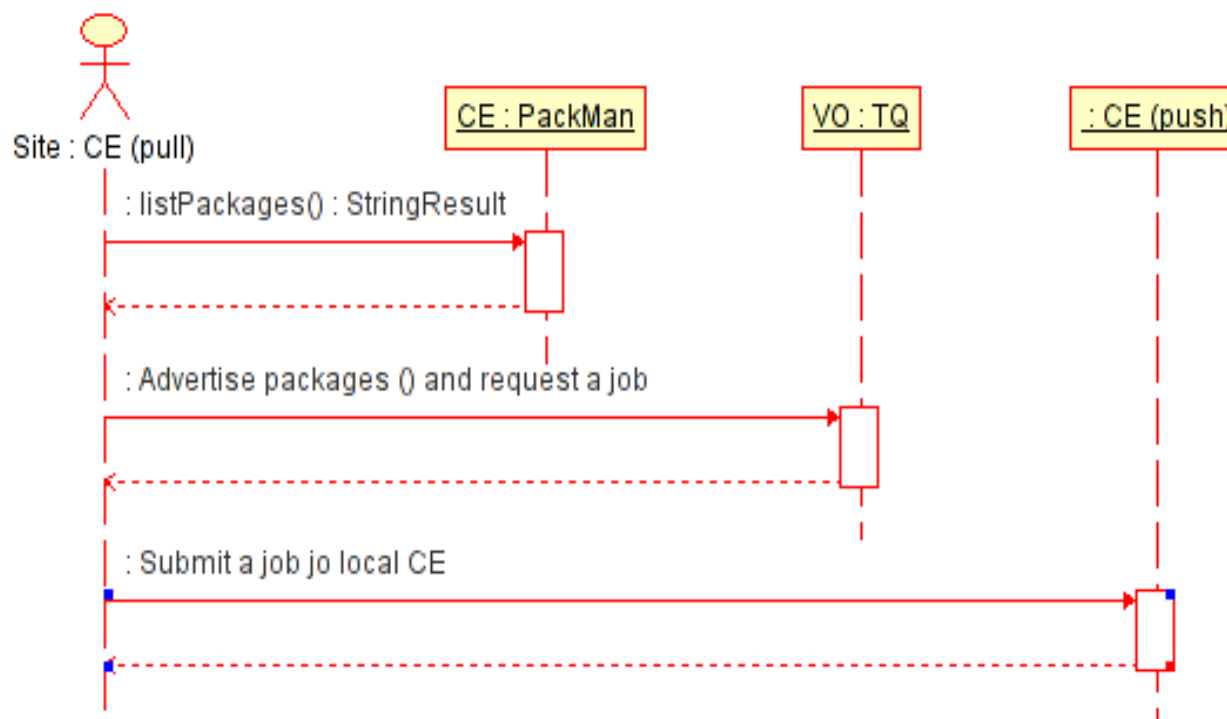 CE : PackMan
VO : TQ
: CE (push)
Site : CE (pull)
: listPackages() : StringResult
: Advertise packages () and request a job
: Submit a job jo local CE